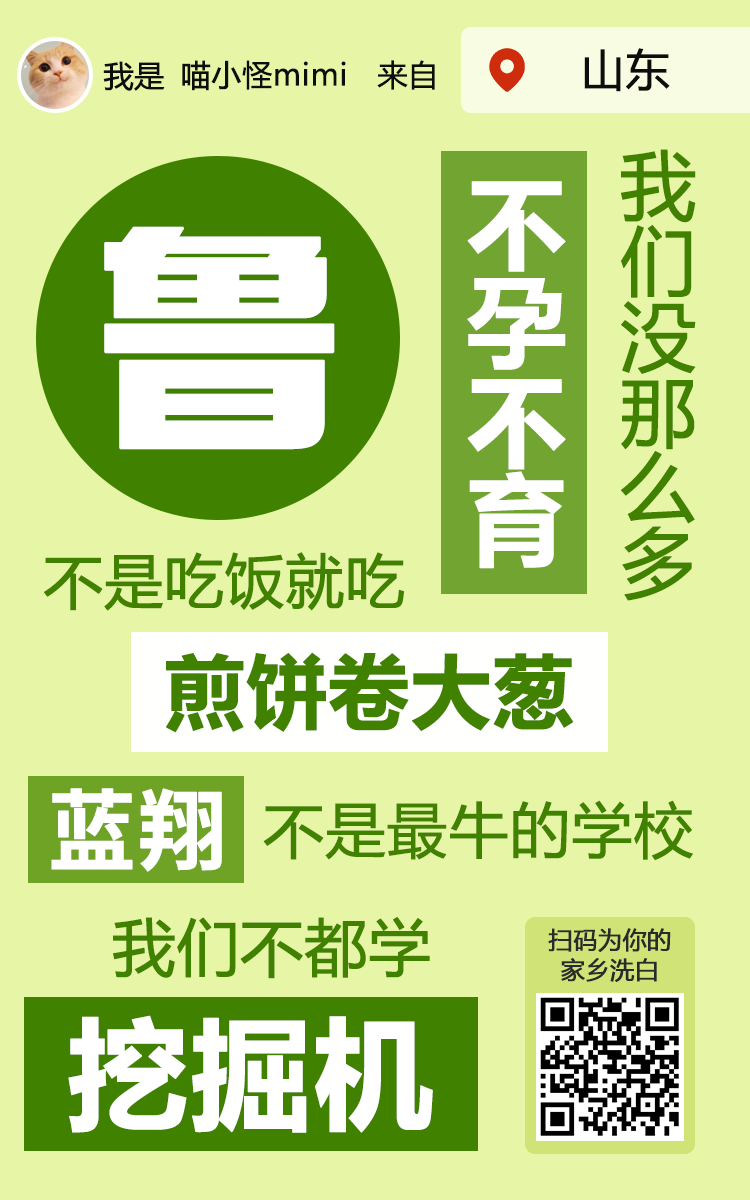 我是 喵小怪mimi 来自
山东
鲁
不孕不育
我们没那么多
不是吃饭就吃
煎饼卷大葱
蓝翔 不是最牛的学校
我们不都学
挖掘机
扫码为你的
家乡洗白